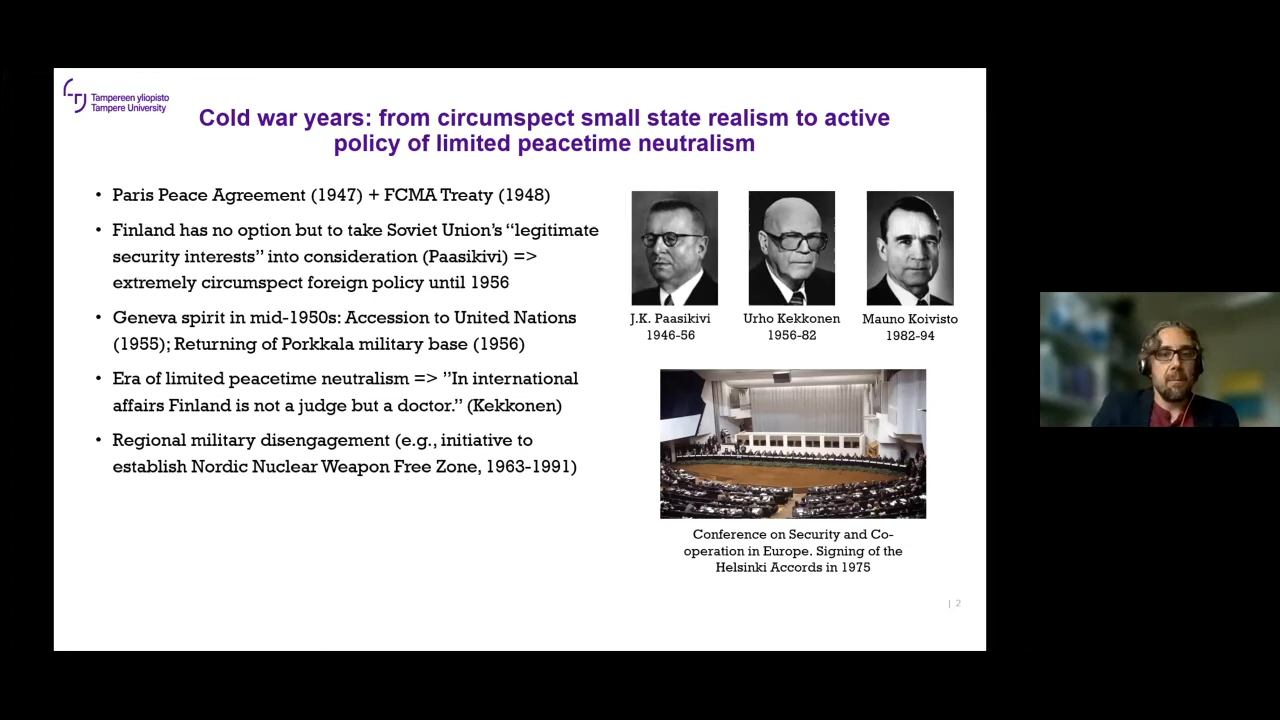 Tampereen yliopisto
Tampere University
Cold war years: from circumspect small state realism to active
policy of limited peacetime neutralism
• Paris Peace Agreement (1947) + FCMA Treaty (1948)
• Finland has no option but to take Soviet Union’s “legitimate
security interests” into consideration (Paasikivi) =>
extremely circumspect foreign policy until 1956
• Geneva spirit in mid-1950s: Accession to United Nations
(1955); Returning of Porkkala military base (1956)
• Era of limited peacetime neutralism => ”In international
affairs Finland is not a judge but a doctor.” (Kekkonen)
• Regional military disengagement (e.g., initiative to
establish Nordic Nuclear Weapon Free Zone, 1963-1991)
J.K. Paasikivi
1946-56
Urho Kekkonen
1956-82
Mauno Koivisto
1982-94
Conference on Security and Co-
operation in Europe. Signing of the
Helsinki Accords in 1975
| 2